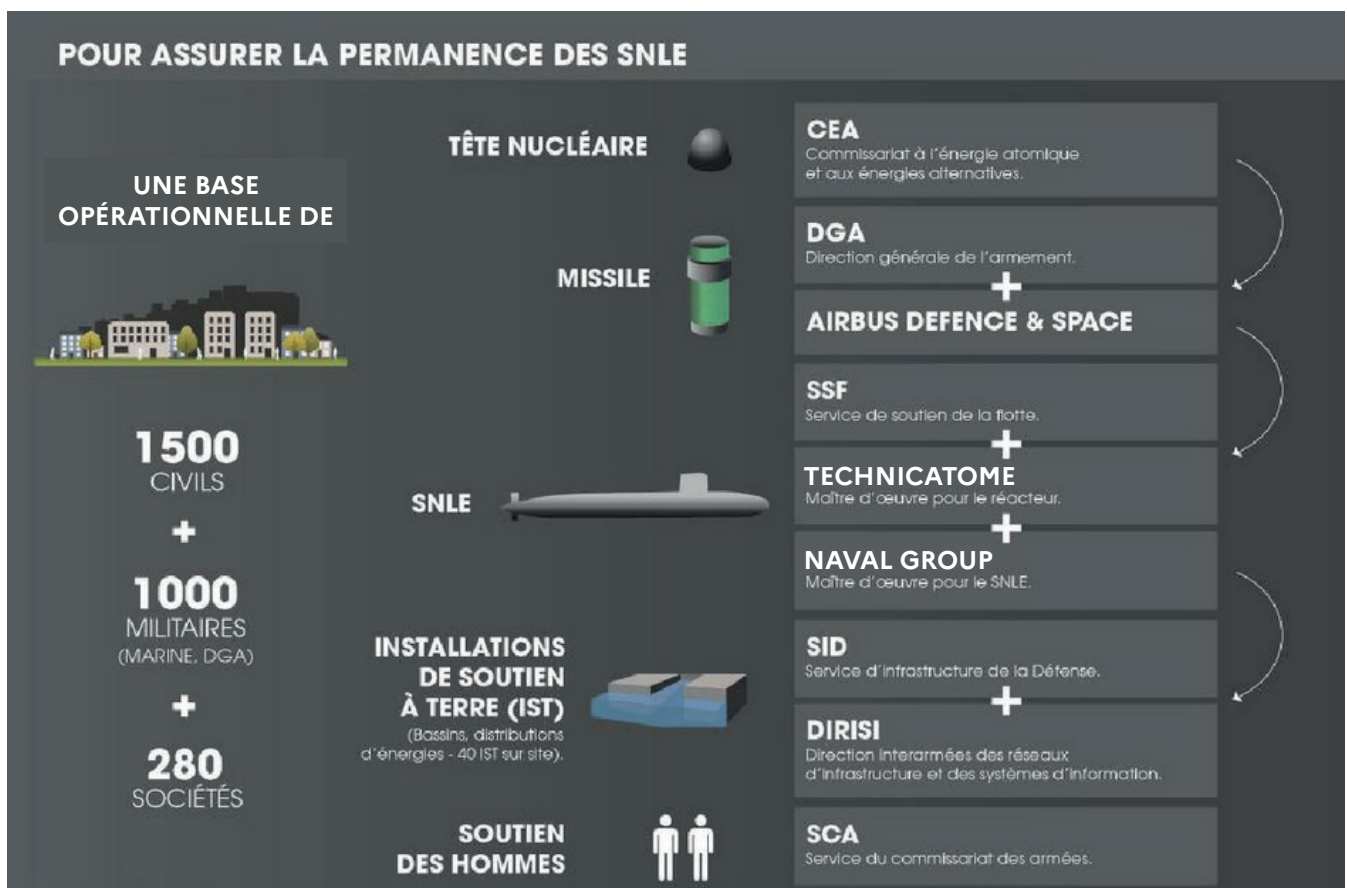 POUR ASSURER LA PERMANENCE DES SNLE
UNE BASE
OPÉRATIONNELLE DE
1500
CIVILS
+
1000
MILITAIRES
(MARINE, DGA)
+
280
SOCIÉTÉS
TÊTE NUCLÉAIRE
CEA
Commissariat à l'énergie atomique
et aux énergies alternatives.
MISSILE
DGA
Direction générale de l'armement.
+
AIRBUS DEFENCE & SPACE
SNLE
SSF
Service de soutien de la flotte.
+
TECHNICATOME
Maître d'œuvre pour le réacteur.
+
NAVAL GROUP
Maître d'œuvre pour le SNLE.
INSTALLATIONS
DE SOUTIEN
À TERRE (IST)
(Bassins, distributions
d'énergies - 40 IST sur site).
SID
Service d'infrastructure de la Défense.
+
DIRISI
Direction interarmées des réseaux
d'infrastructure et des systèmes d'information.
SOUTIEN
DES HOMMES
SCA
Service du commissariat des armées.